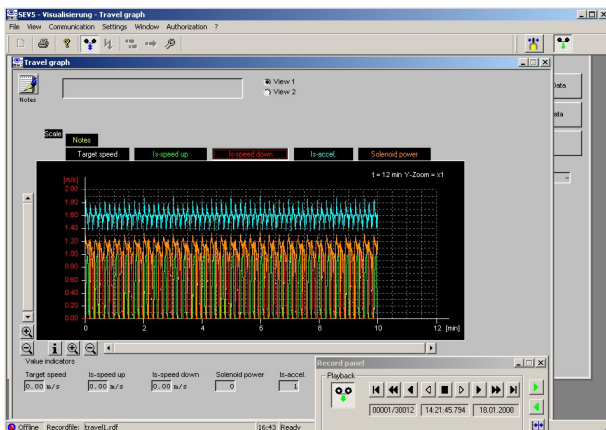 SEVS - Visualisierung - Travel graph
File View Communication Settings Window Authorization ?
Travel graph
Notes
View 1
View 2
Data
ata
Scale
Notes
Target speed Is-speed up Is-speed down Is-accel. Solenoid power
[m/s]
t = 12 min Y-Zoom = x1
2.00
1.80
1.60
1.40
1.20
1.00
0.80
0.60
0.40
0.20
0.00
0 2 4 6 8 10 12 [min]
Value indicators
Target speed Is-speed up Is-speed down Solenoid power Is-accel.
0.00 m/s 0.00 m/s 0.00 m/s 0 1
Record panel
Playback
00001/30012 14:21:45.794 18.01.2008
Offline Recordfile: travel1.rdf 16:43 Ready